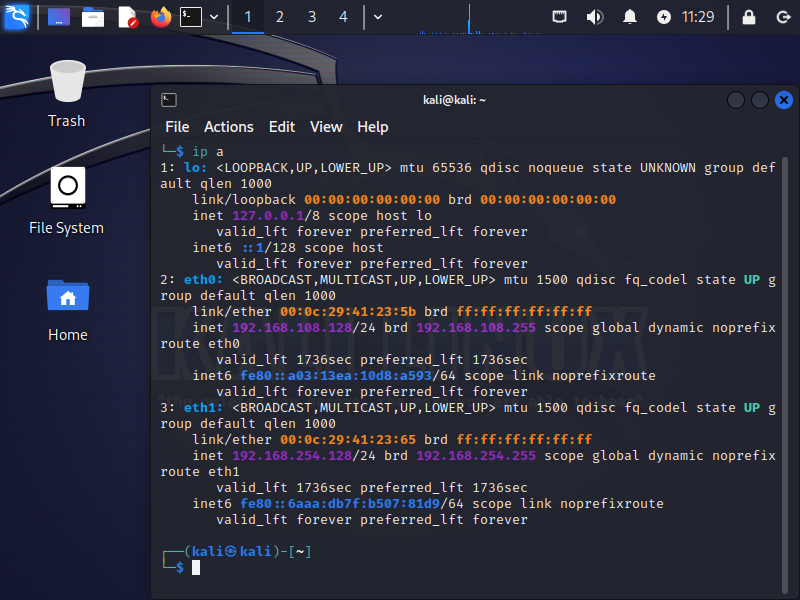 1 2 3 4 11:29
Trash
File System
Home
kali@kali: ~
File Actions Edit View Help
└─$ ip a
1: lo: <LOOPBACK,UP,LOWER_UP> mtu 65536 qdisc noqueue state UNKNOWN group def
ault qlen 1000
    link/loopback 00:00:00:00:00:00 brd 00:00:00:00:00:00
    inet 127.0.0.1/8 scope host lo
       valid_lft forever preferred_lft forever
    inet6 ::1/128 scope host
       valid_lft forever preferred_lft forever
2: eth0: <BROADCAST,MULTICAST,UP,LOWER_UP> mtu 1500 qdisc fq_codel state UP g
roup default qlen 1000
    link/ether 00:0c:29:41:23:5b brd ff:ff:ff:ff:ff:ff
    inet 192.168.108.128/24 brd 192.168.108.255 scope global dynamic noprefix
route eth0
       valid_lft 1736sec preferred_lft 1736sec
    inet6 fe80::a03:13ea:10d8:a593/64 scope link noprefixroute
       valid_lft forever preferred_lft forever
3: eth1: <BROADCAST,MULTICAST,UP,LOWER_UP> mtu 1500 qdisc fq_codel state UP g
roup default qlen 1000
    link/ether 00:0c:29:41:23:65 brd ff:ff:ff:ff:ff:ff
    inet 192.168.254.128/24 brd 192.168.254.255 scope global dynamic noprefix
route eth1
       valid_lft 1736sec preferred_lft 1736sec
    inet6 fe80::6aaa:db7f:b507:81d9/64 scope link noprefixroute
       valid_lft forever preferred_lft forever
┌──(kali㉿kali)-[~]
└─$